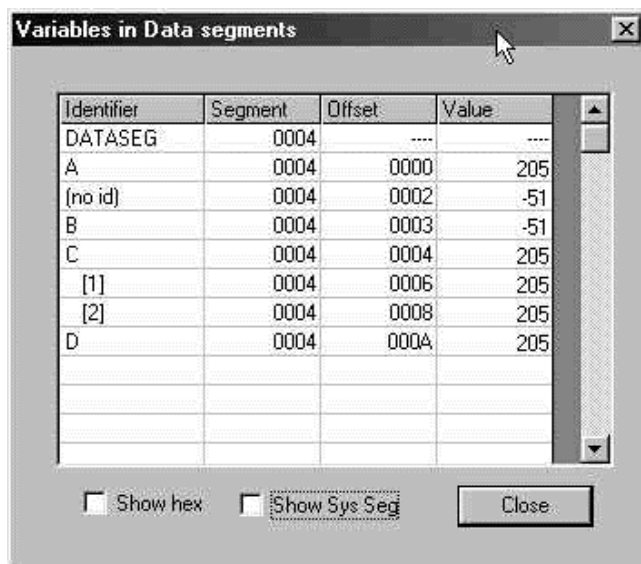 Variables in Data segments
Identifier Segment Offset Value
DATASEG 0004 ---- ----
A 0004 0000 205
(no id) 0004 0002 -51
B 0004 0003 -51
C 0004 0004 205
[1] 0004 0006 205
[2] 0004 0008 205
D 0004 000A 205
Show hex Show Sys Seg Close